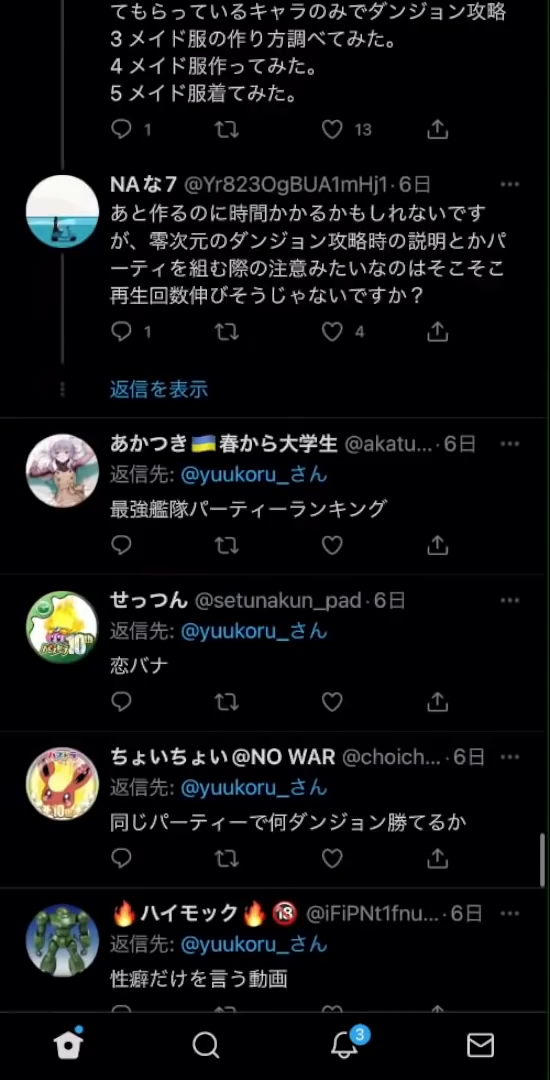 てもらっているキャラのみでダンジョン攻略
3 メイド服の作り方調べてみた。
4 メイド服作ってみた。
5 メイド服着てみた。
1 13
NAな7 @Yr823OgBUA1mHj1·6日
あと作るのに時間かかるかもしれないです
が、零次元のダンジョン攻略時の説明とかパ
ーティを組む際の注意みたいなのはそこそこ
再生回数伸びそうじゃないですか？
1 4
返信を表示
あかつき🇺🇦春から大学生 @akatu...·6日
返信先: @yuukoru_さん
最強艦隊パーティーランキング
せっつん @setunakun_pad·6日
返信先: @yuukoru_さん
恋バナ
ちょいちょい@NO WAR @choich...·6日
返信先: @yuukoru_さん
同じパーティーで何ダンジョン勝てるか
🔥ハイモック🔥🔞 @iFiPNt1fnu...·6日
返信先: @yuukoru_さん
性癖だけを言う動画
3